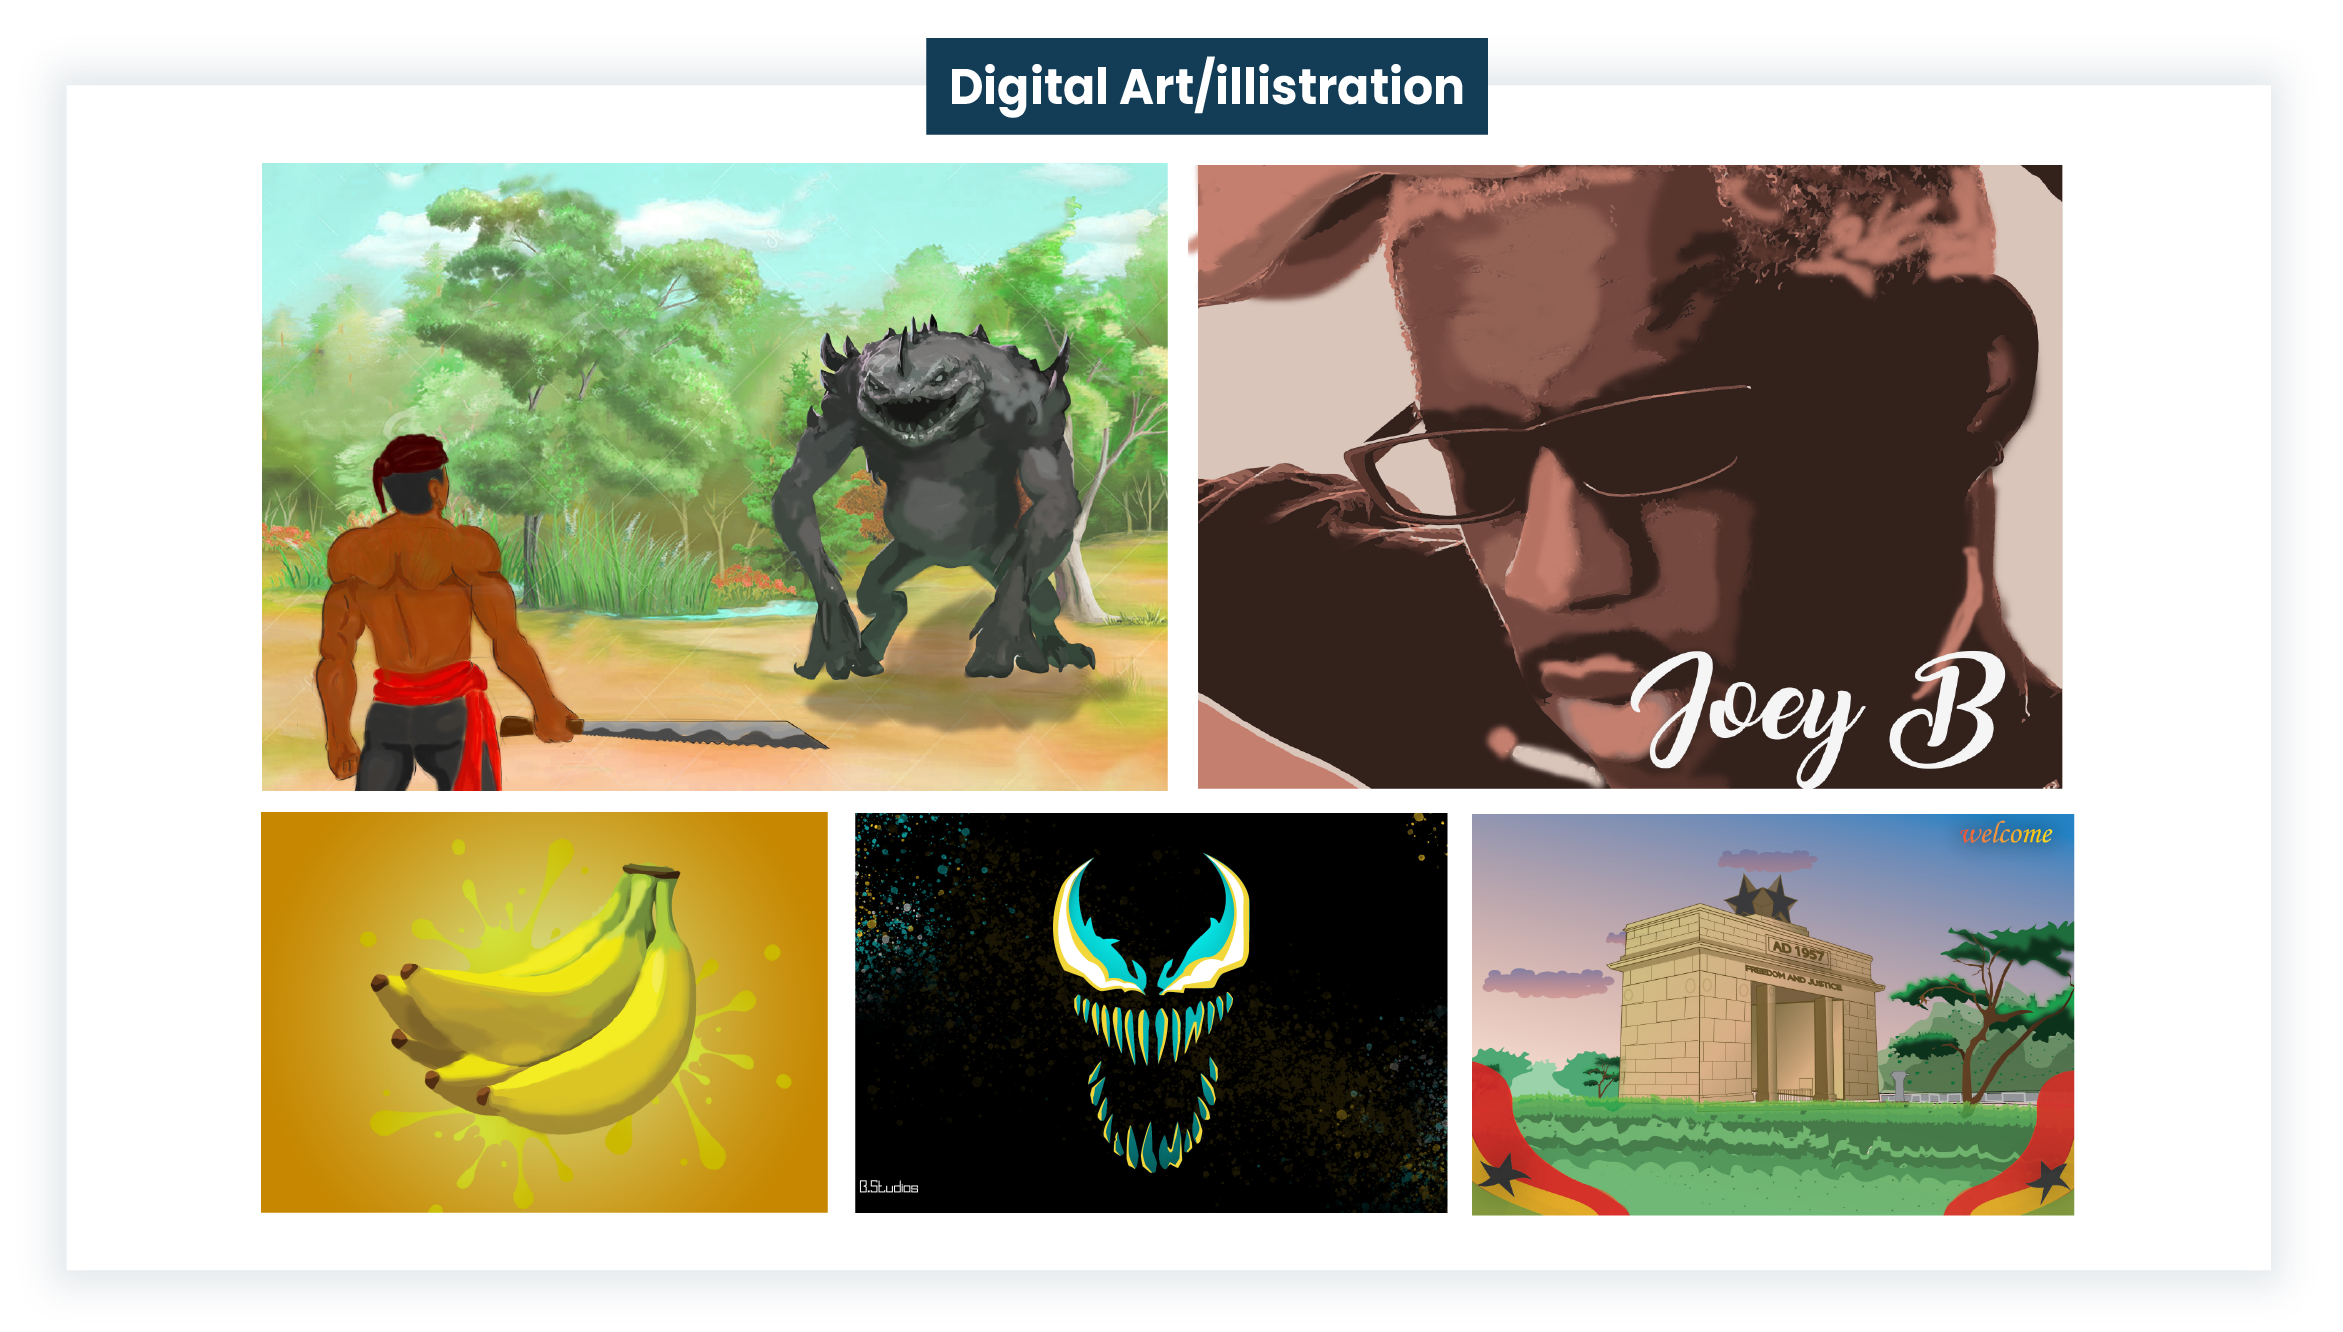 Digital Art/illistration
Joey B
B.Studios
welcome
AD 1957
FREEDOM AND JUSTICE